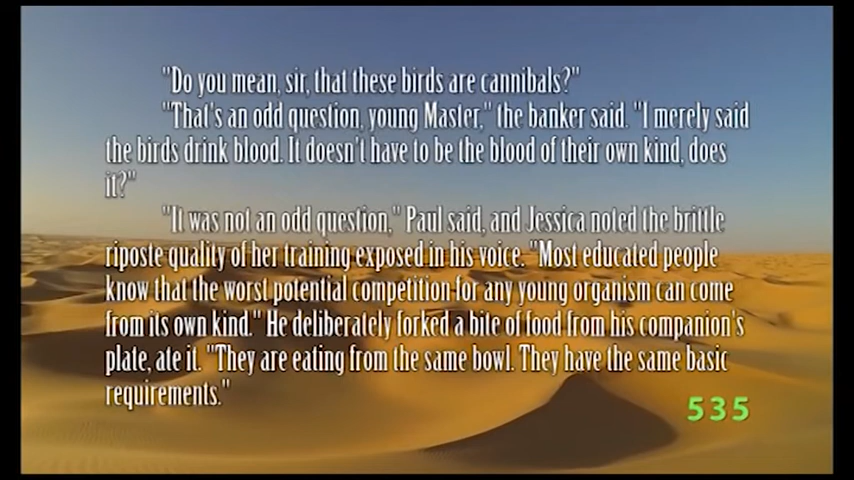 "Do you mean, sir, that these birds are cannibals?"
"That's an odd question, young Master," the banker said. "I merely said
the birds drink blood. It doesn't have to be the blood of their own kind, does
it?"
"It was not an odd question," Paul said, and Jessica noted the brittle
riposte quality of her training exposed in his voice. "Most educated people
know that the worst potential competition for any young organism can come
from its own kind." He deliberately forked a bite of food from his companion's
plate, ate it. "They are eating from the same bowl. They have the same basic
requirements."
535